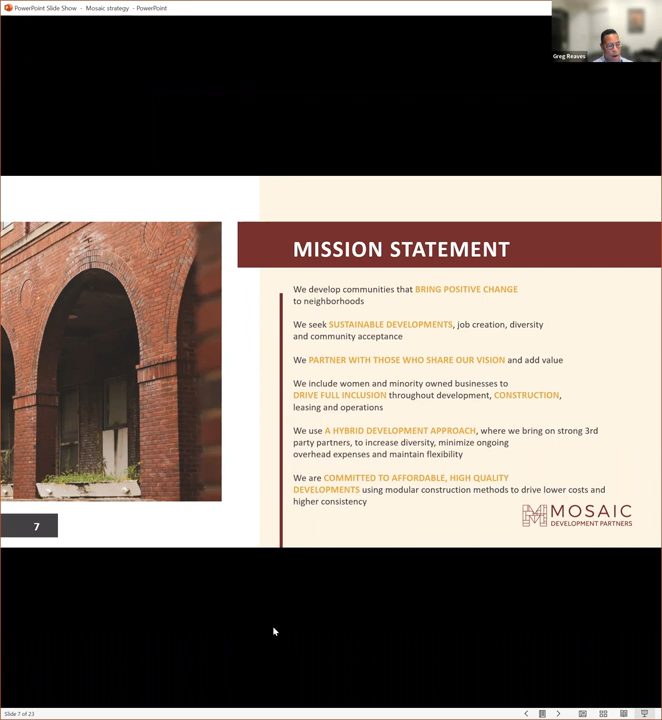 PowerPoint Slide Show - Mosaic strategy - PowerPoint
Greg Reaves
MISSION STATEMENT
We develop communities that BRING POSITIVE CHANGE
to neighborhoods
We seek SUSTAINABLE DEVELOPMENTS, job creation, diversity
and community acceptance
We PARTNER WITH THOSE WHO SHARE OUR VISION and add value
We include women and minority owned businesses to
DRIVE FULL INCLUSION throughout development, CONSTRUCTION,
leasing and operations
We use A HYBRID DEVELOPMENT APPROACH, where we bring on strong 3rd
party partners, to increase diversity, minimize ongoing
overhead expenses and maintain flexibility
We are COMMITTED TO AFFORDABLE, HIGH QUALITY
DEVELOPMENTS using modular construction methods to drive lower costs and
higher consistency
MOSAIC
DEVELOPMENT PARTNERS
7
Slide 7 of 23